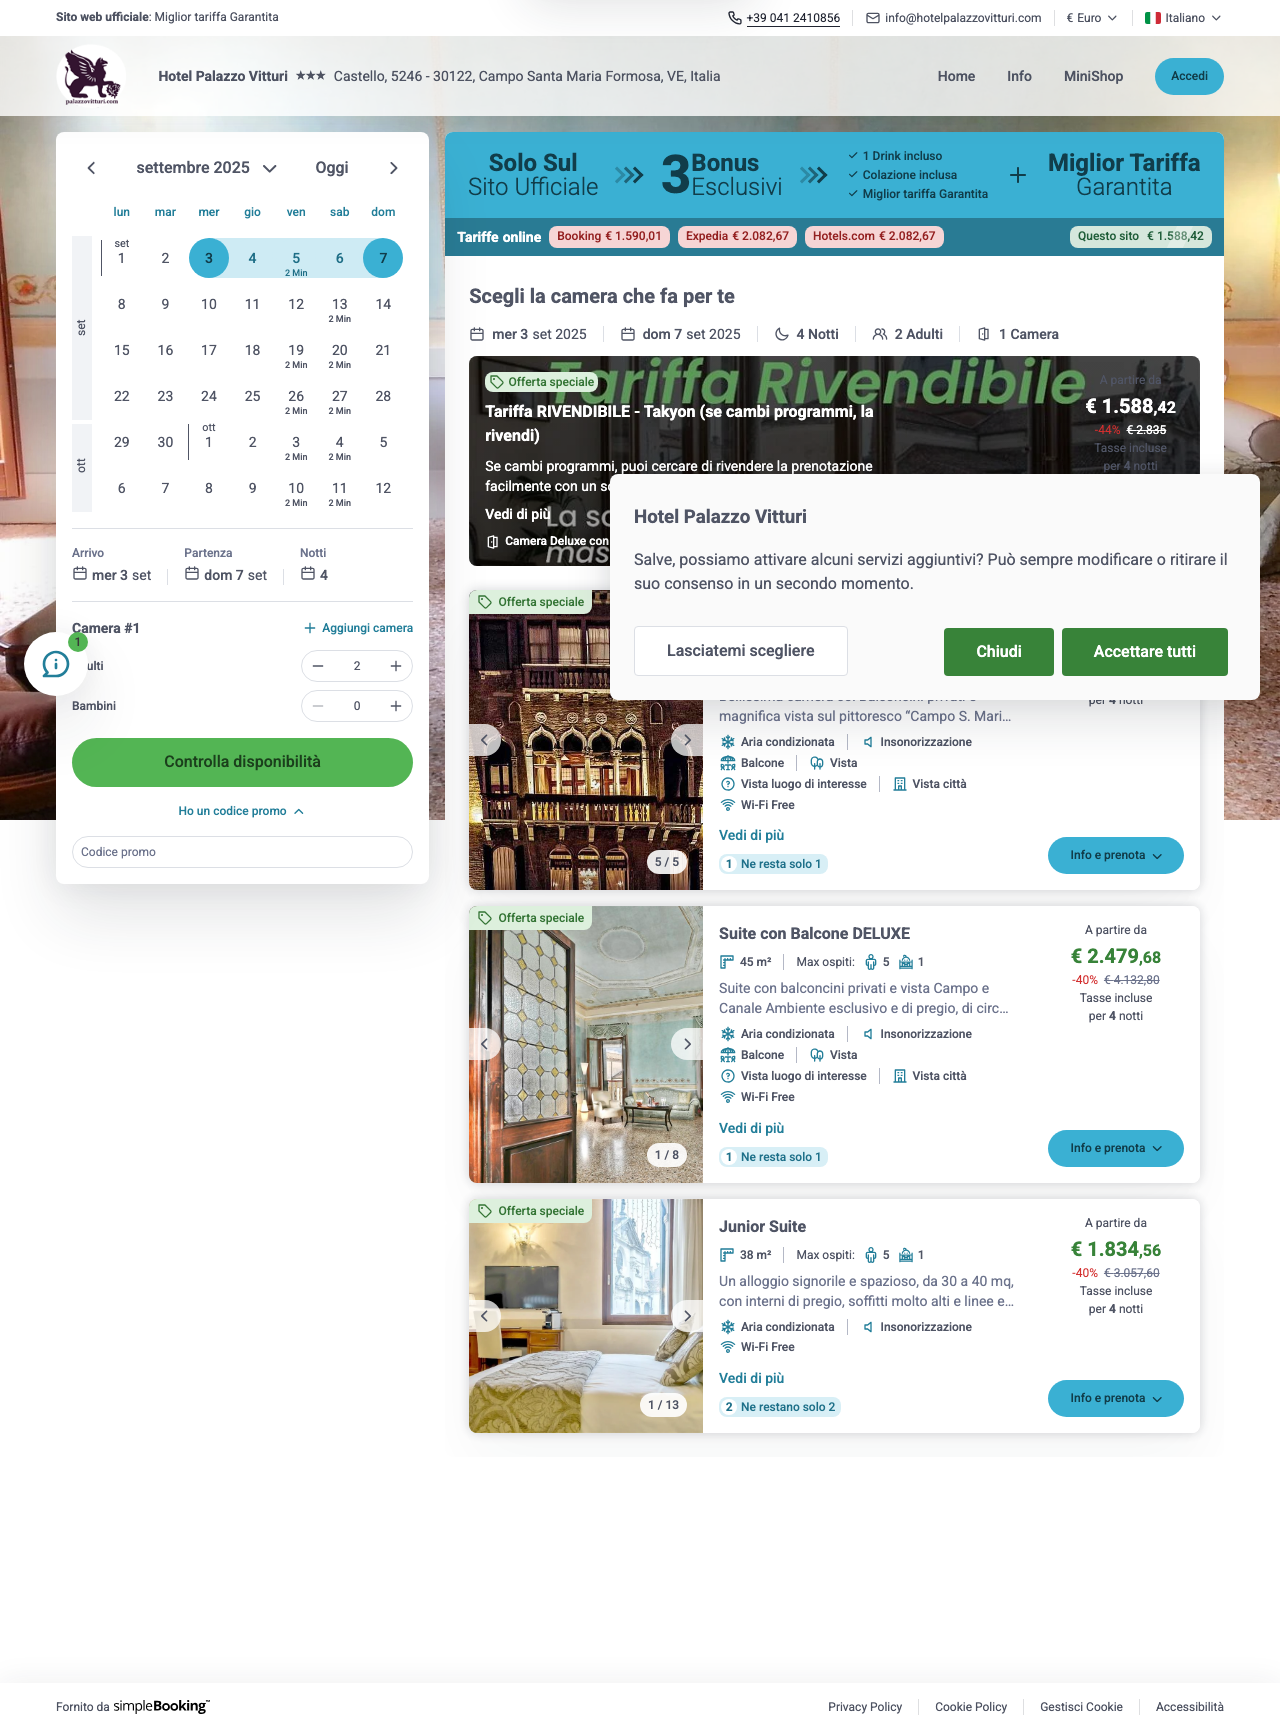 Sito web ufficiale: Miglior tariffa Garantita
+39 041 2410856
info@hotelpalazzovitturi.com
€ Euro
Italiano
palazzovitturi.com
Hotel Palazzo Vitturi ★★★ Castello, 5246 - 30122, Campo Santa Maria Formosa, VE, Italia
Home
Info
MiniShop
Accedi
settembre 2025
Oggi
lun mar mer gio ven sab dom
set
set
1 2 3 4 5 6 7
2 Min
8 9 10 11 12 13 14
2 Min
15 16 17 18 19 20 21
2 Min 2 Min
22 23 24 25 26 27 28
2 Min 2 Min
ott
ott
29 30 1 2 3 4 5
2 Min 2 Min
6 7 8 9 10 11 12
2 Min 2 Min
Arrivo Partenza Notti
mer 3 set dom 7 set 4
Camera #1
Aggiungi camera
1
ulti
2
Bambini
0
Controlla disponibilità
Ho un codice promo
Codice promo
Solo Sul
Sito Ufficiale
3 Bonus
Esclusivi
1 Drink incluso
Colazione inclusa
Miglior tariffa Garantita
+
Miglior Tariffa
Garantita
Tariffe online
Booking € 1.590,01
Expedia € 2.082,67
Hotels.com € 2.082,67
Questo sito € 1.588,42
Scegli la camera che fa per te
mer 3 set 2025
dom 7 set 2025
4 Notti
2 Adulti
1 Camera
Tariffa Rivendibile
Offerta speciale
Tariffa RIVENDIBILE - Takyon (se cambi programmi, la
rivendi)
Se cambi programmi, puoi cercare di rivendere la prenotazione
facilmente con un s
Vedi di più
Camera Deluxe con
A partire da
€ 1.588,42
-44% € 2.835
Tasse incluse
per 4 notti
Hotel Palazzo Vitturi
Salve, possiamo attivare alcuni servizi aggiuntivi? Può sempre modificare o ritirare il
suo consenso in un secondo momento.
Lasciatemi scegliere
Chiudi
Accettare tutti
Offerta speciale
magnifica vista sul pittoresco “Campo S. Mari...
per 4 notti
Aria condizionata
Insonorizzazione
Balcone
Vista
Vista luogo di interesse
Vista città
Wi-Fi Free
Vedi di più
1 Ne resta solo 1
5 / 5
Info e prenota
Offerta speciale
Suite con Balcone DELUXE
45 m²
Max ospiti: 5 1
Suite con balconcini privati e vista Campo e
Canale Ambiente esclusivo e di pregio, di circ...
Aria condizionata
Insonorizzazione
Balcone
Vista
Vista luogo di interesse
Vista città
Wi-Fi Free
Vedi di più
1 Ne resta solo 1
1 / 8
A partire da
€ 2.479,68
-40% € 4.132,80
Tasse incluse
per 4 notti
Info e prenota
Offerta speciale
Junior Suite
38 m²
Max ospiti: 5 1
Un alloggio signorile e spazioso, da 30 a 40 mq,
con interni di pregio, soffitti molto alti e linee e...
Aria condizionata
Insonorizzazione
Wi-Fi Free
Vedi di più
2 Ne restano solo 2
1 / 13
A partire da
€ 1.834,56
-40% € 3.057,60
Tasse incluse
per 4 notti
Info e prenota
Fornito da simpleBooking™
Privacy Policy
Cookie Policy
Gestisci Cookie
Accessibilità